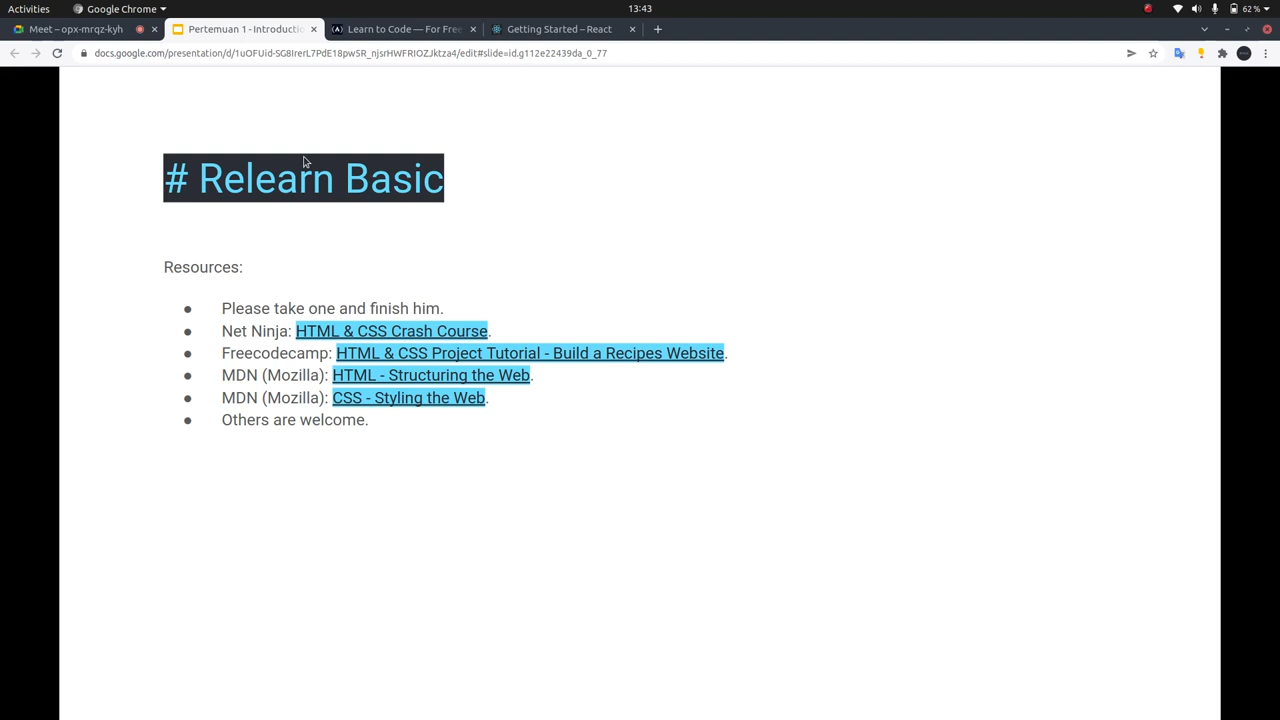 Activities
Google Chrome
13:43
62 %
Meet – opx-mrqz-kyh
Pertemuan 1 - Introductio
Learn to Code — For Free
Getting Started – React
docs.google.com/presentation/d/1uOFUid-SG8IrerL7PdE18pw5R_njsrHWFRIOZJktza4/edit#slide=id.g112e22439da_0_77
# Relearn Basic
Resources:
● Please take one and finish him.
● Net Ninja: HTML & CSS Crash Course.
● Freecodecamp: HTML & CSS Project Tutorial - Build a Recipes Website.
● MDN (Mozilla): HTML - Structuring the Web.
● MDN (Mozilla): CSS - Styling the Web.
● Others are welcome.